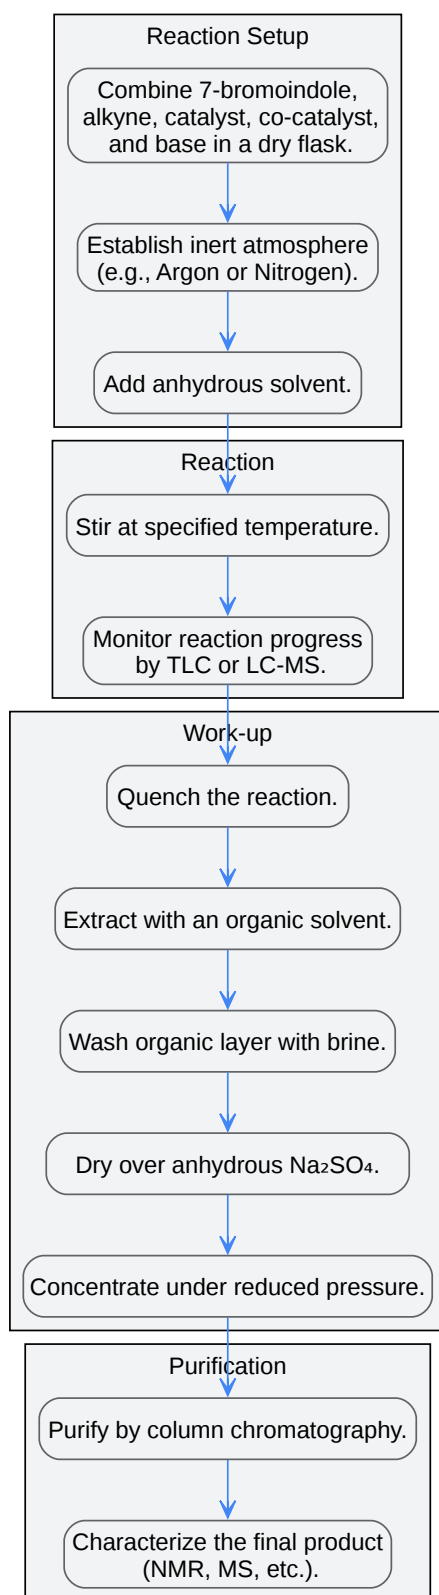 Reaction Setup
Combine 7-bromoindole,
alkyne, catalyst, co-catalyst,
and base in a dry flask.
Establish inert atmosphere
(e.g., Argon or Nitrogen).
Add anhydrous solvent.
Reaction
Stir at specified temperature.
Monitor reaction progress
by TLC or LC-MS.
Work-up
Quench the reaction.
Extract with an organic solvent.
Wash organic layer with brine.
Dry over anhydrous Na₂SO₄.
Concentrate under reduced pressure.
Purification
Purify by column chromatography.
Characterize the final product
(NMR, MS, etc.).